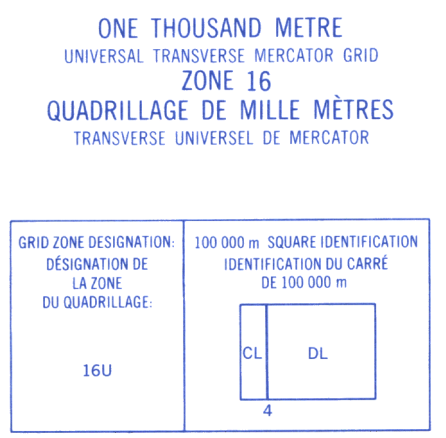 ONE THOUSAND METRE
UNIVERSAL TRANSVERSE MERCATOR GRID
ZONE 16
QUADRILLAGE DE MILLE MÈTRES
TRANSVERSE UNIVERSEL DE MERCATOR
GRID ZONE DESIGNATION:
DÉSIGNATION DE
LA ZONE
DU QUADRILLAGE:
16U
100 000 m SQUARE IDENTIFICATION
IDENTIFICATION DU CARRÉ
DE 100 000 m
CL DL
4